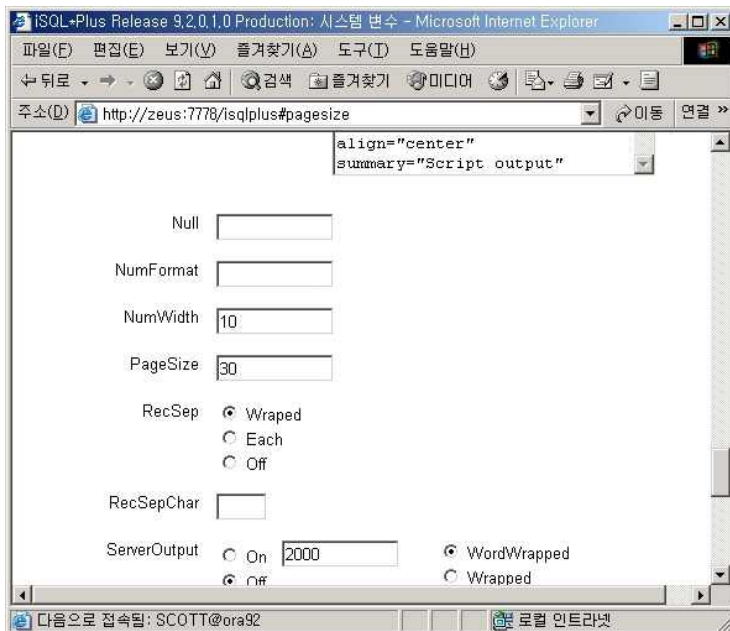 iSQL*Plus Release 9.2.0.1.0 Production: 시스템 변수 - Microsoft Internet Explorer
파일(F) 편집(E) 보기(V) 즐겨찾기(A) 도구(T) 도움말(H)
뒤로 검색 즐겨찾기 미디어
주소(D) http://zeus:7778/isqlplus#pagesize 이동 연결 »
align="center"
summary="Script output"
Null
NumFormat
NumWidth 10
PageSize 30
RecSep Wraped
Each
Off
RecSepChar
ServerOutput On 2000 WordWrapped
Off Wrapped
다음으로 접속됨: SCOTT@ora92 로컬 인트라넷